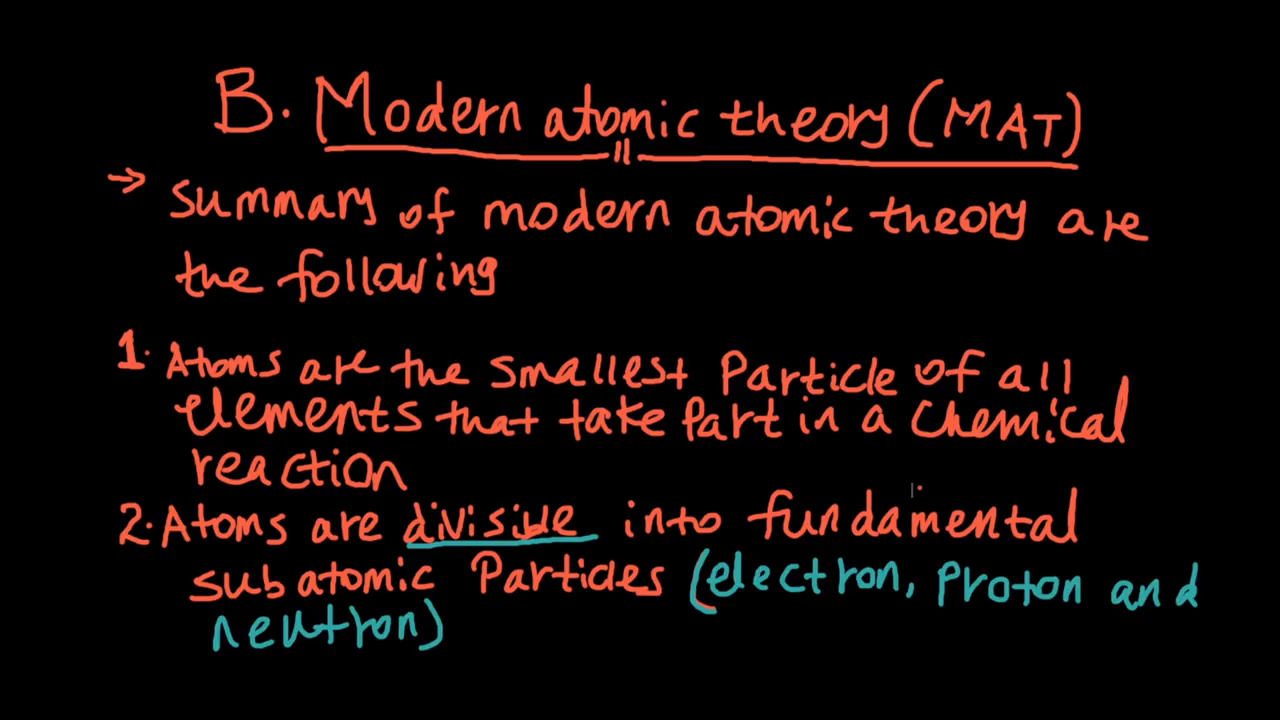 B. Modern atomic theory (MAT)
→ summary of modern atomic theory are
the following
1. Atoms are the smallest Particle of all
elements that take Part in a Chemical
reaction
2. Atoms are divisible into fundamental
subatomic Particles (electron, Proton and
neutron)